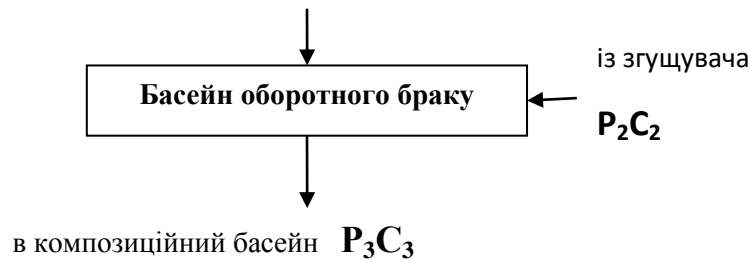 із згущувача
Басейн оборотного браку
P₂C₂
в композиційний басейн P₃C₃